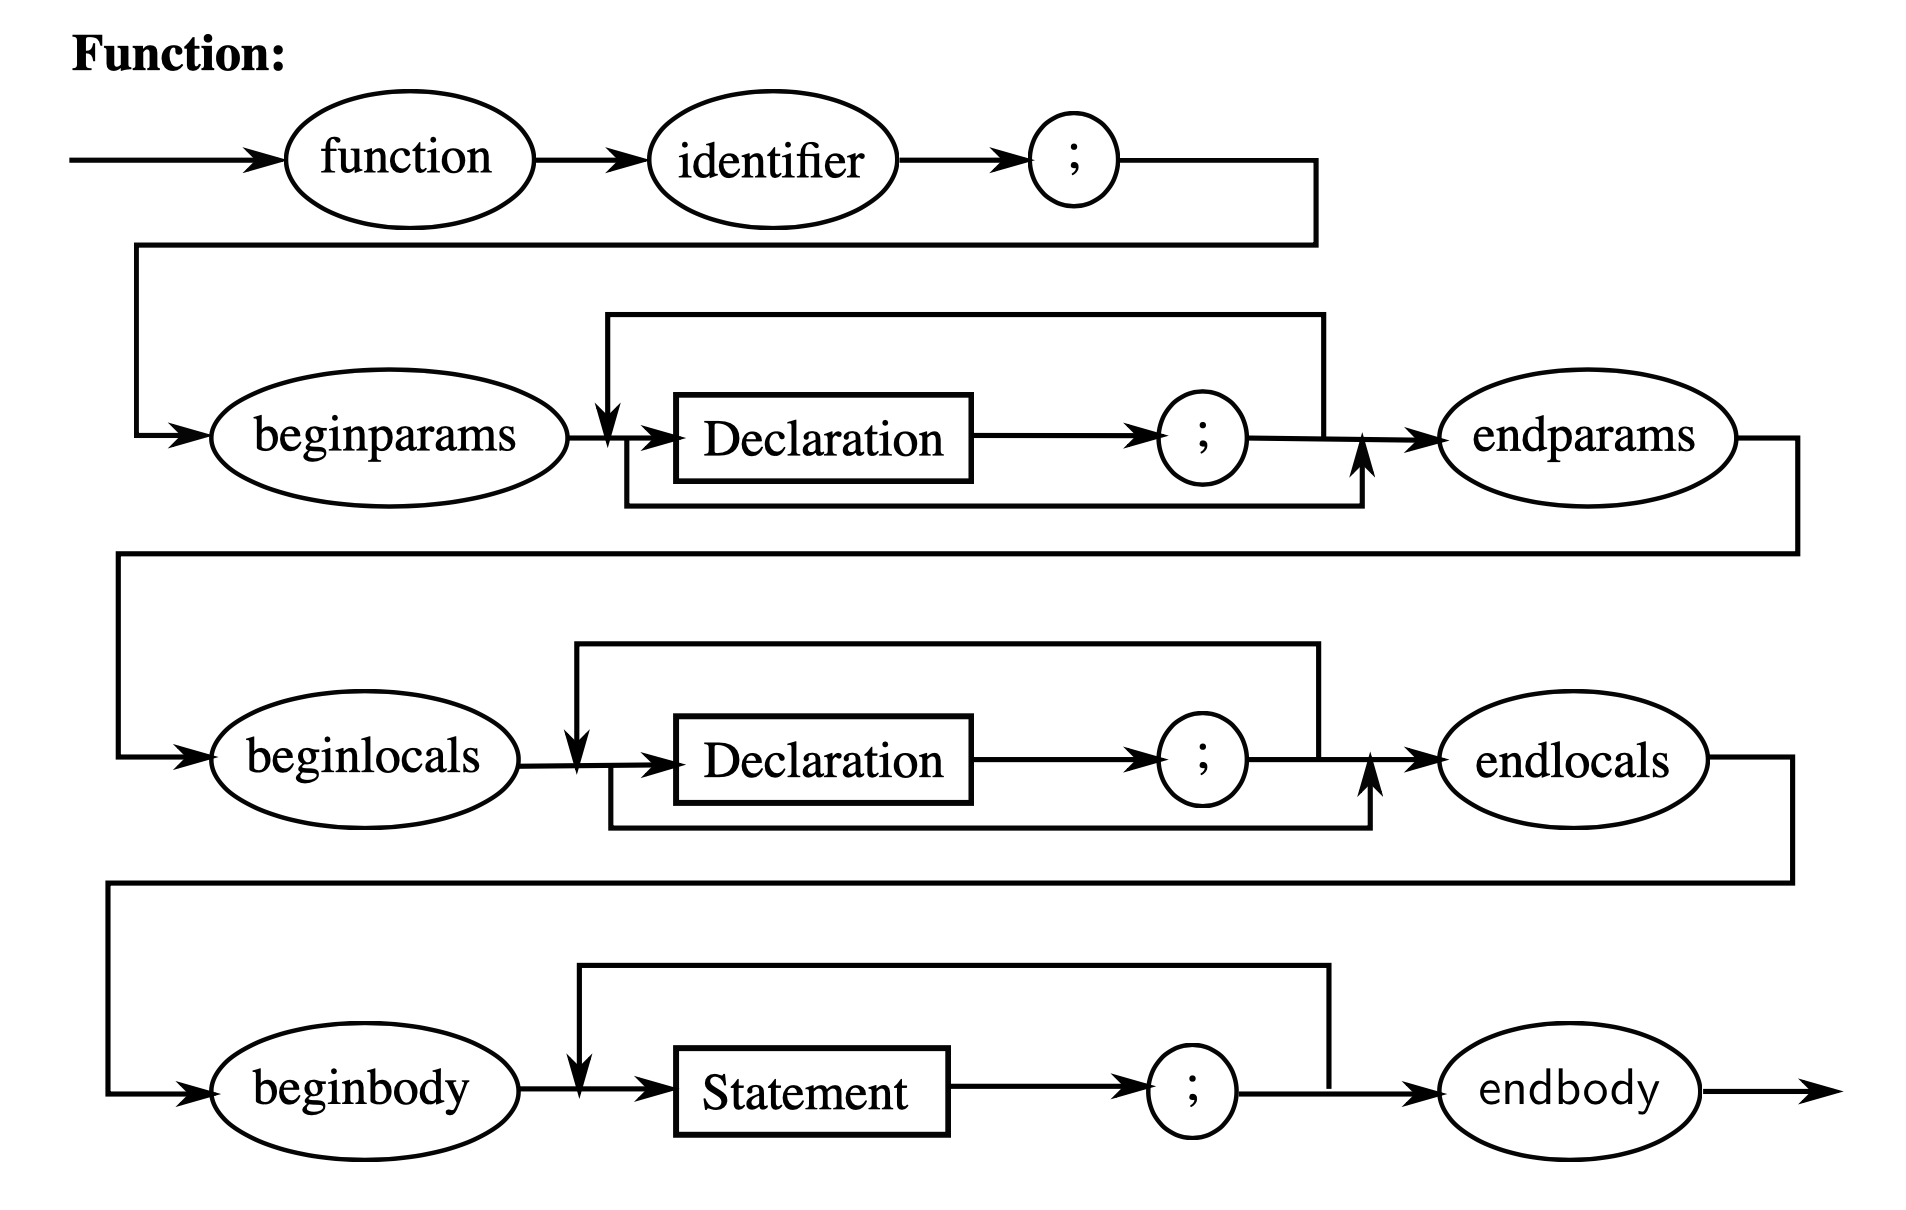 Function:
function identifier ;
beginparams Declaration ; endparams
beginlocals Declaration ; endlocals
beginbody Statement ; endbody